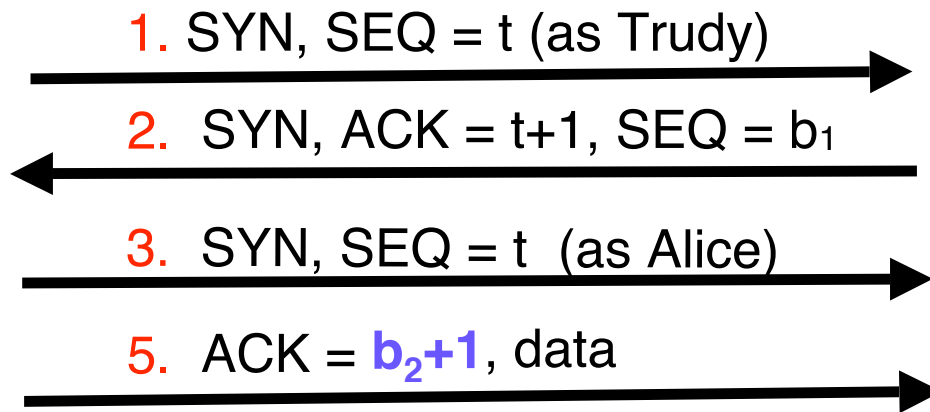 1. SYN, SEQ = t (as Trudy)
2. SYN, ACK = t+1, SEQ = b₁
3. SYN, SEQ = t (as Alice)
5. ACK = b₂+1, data